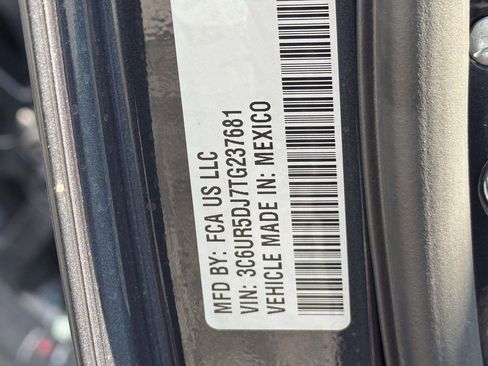 MFD BY: FCA US LLC
VIN: 3C6UR5DJ7TG237681
VEHICLE MADE IN: MEXICO